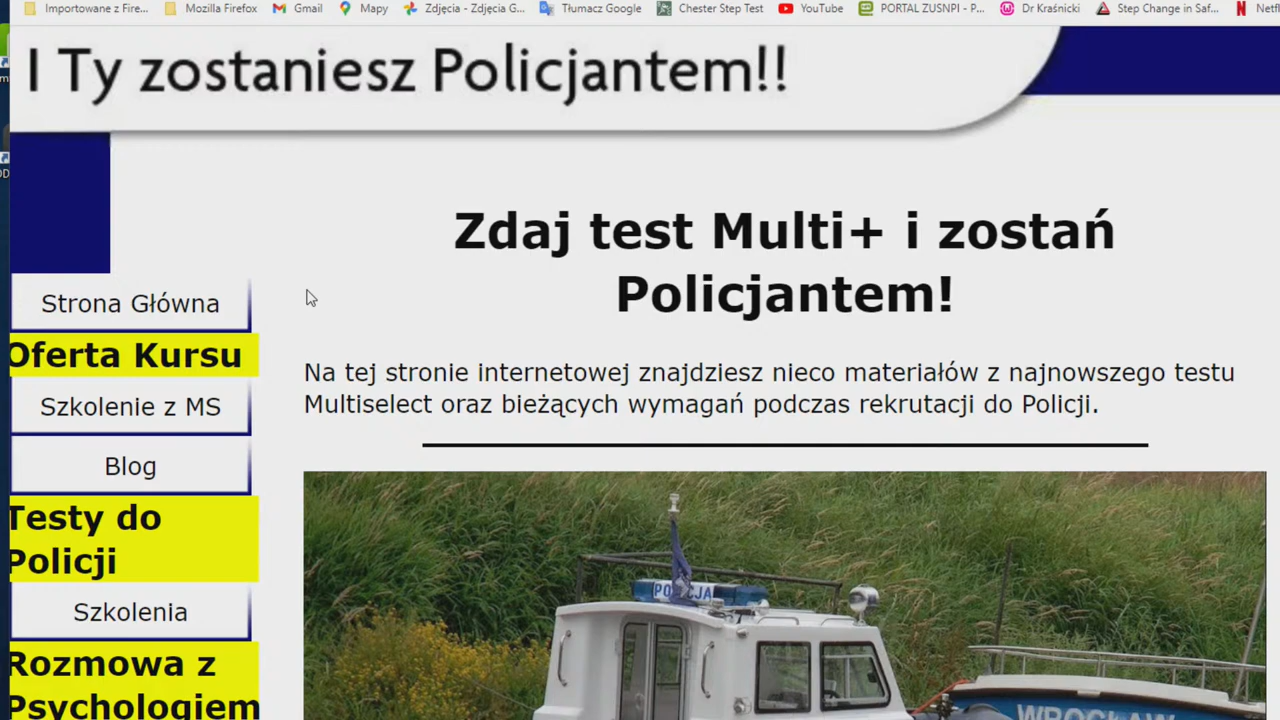 Importowane z Fire...
Mozilla Firefox
Gmail
Mapy
Zdjęcia - Zdjęcia G...
Tłumacz Google
Chester Step Test
YouTube
PORTAL ZUSNPI - P...
Dr Kraśnicki
Step Change in Saf...
Netfl
I Ty zostaniesz Policjantem!!
Zdaj test Multi+ i zostań
Policjantem!
Strona Główna
Oferta Kursu
Szkolenie z MS
Blog
Testy do
Policji
Szkolenia
Rozmowa z
Psychologiem
Na tej stronie internetowej znajdziesz nieco materiałów z najnowszego testu
Multiselect oraz bieżących wymagań podczas rekrutacji do Policji.
POLICJA
WROCŁAW